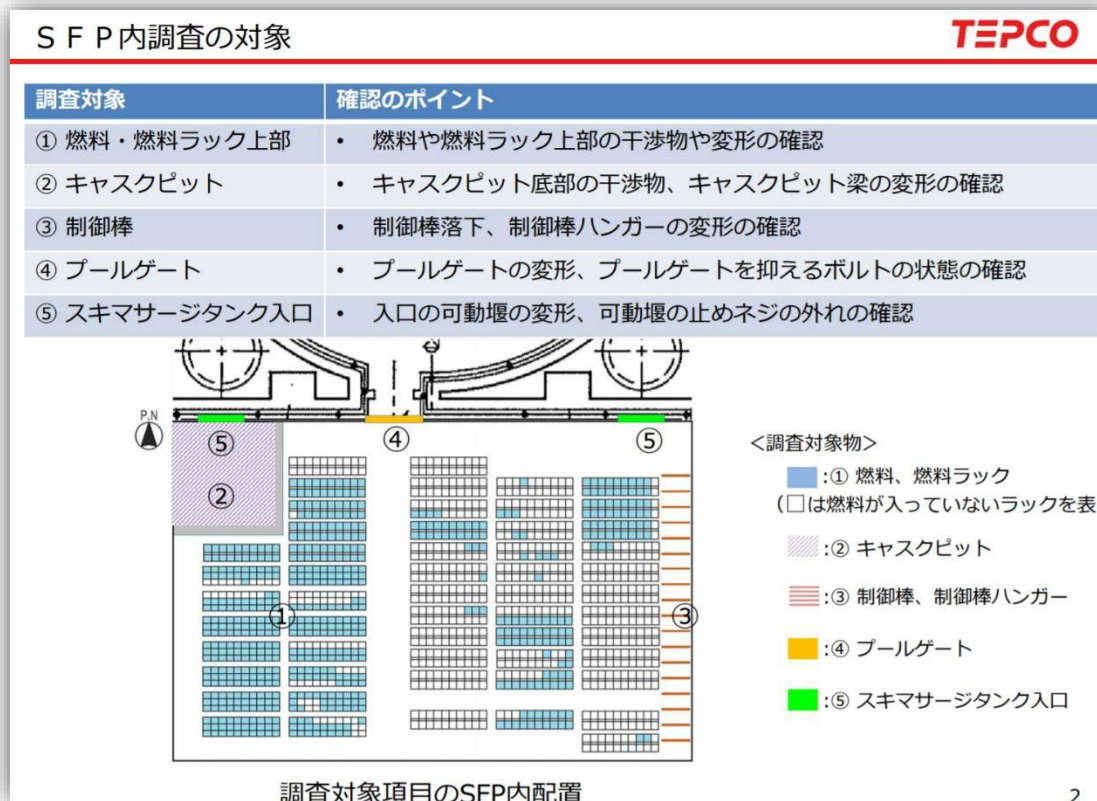 ＳＦＰ内調査の対象
TEPCO
調査対象 確認のポイント
① 燃料・燃料ラック上部 • 燃料や燃料ラック上部の干渉物や変形の確認
② キャスクピット • キャスクピット底部の干渉物、キャスクピット梁の変形の確認
③ 制御棒 • 制御棒落下、制御棒ハンガーの変形の確認
④ プールゲート • プールゲートの変形、プールゲートを抑えるボルトの状態の確認
⑤ スキマサージタンク入口 • 入口の可動堰の変形、可動堰の止めネジの外れの確認
P.N
⑤
④
⑤
②
①
③
＜調査対象物＞
:① 燃料、燃料ラック
（□は燃料が入っていないラックを表
:② キャスクピット
:③ 制御棒、制御棒ハンガー
:④ プールゲート
:⑤ スキマサージタンク入口
調査対象項目のSFP内配置
2